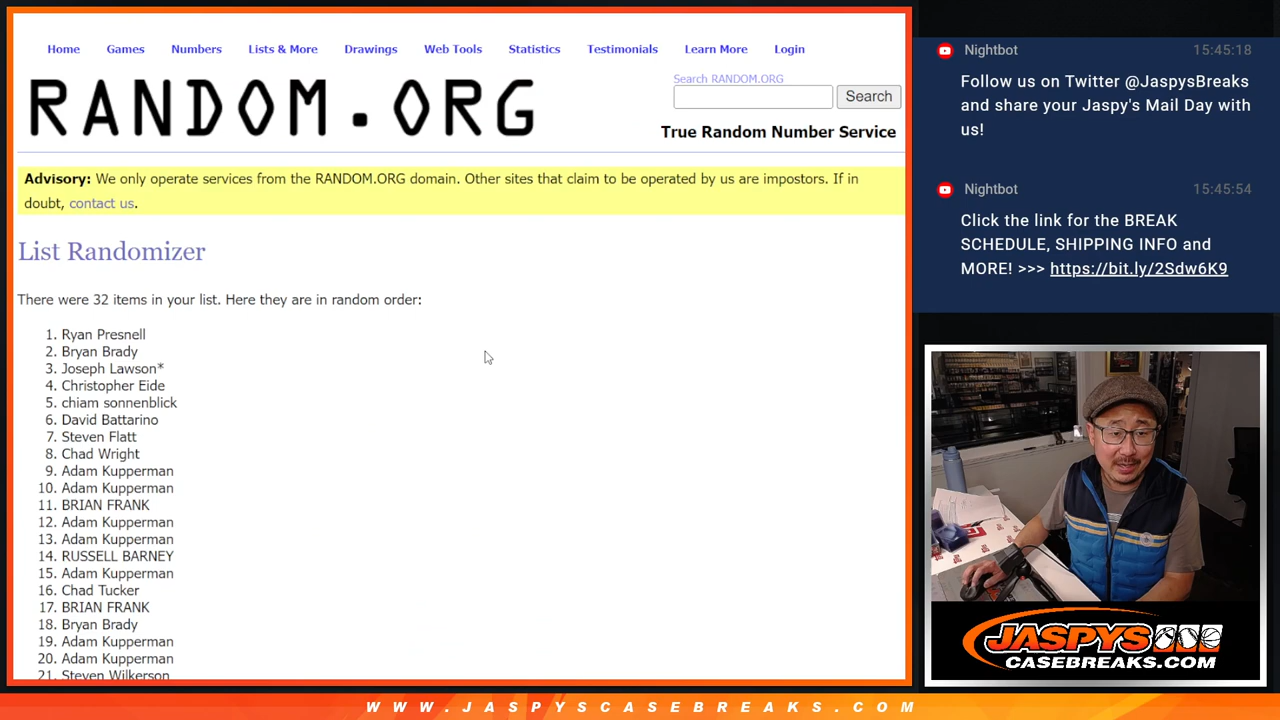 Home Games Numbers Lists & More Drawings Web Tools Statistics Testimonials Learn More Login
RANDOM.ORG
Search RANDOM.ORG
Search
True Random Number Service
Advisory: We only operate services from the RANDOM.ORG domain. Other sites that claim to be operated by us are impostors. If in
doubt, contact us.
List Randomizer
There were 32 items in your list. Here they are in random order:
1. Ryan Presnell
2. Bryan Brady
3. Joseph Lawson*
4. Christopher Eide
5. chiam sonnenblick
6. David Battarino
7. Steven Flatt
8. Chad Wright
9. Adam Kupperman
10. Adam Kupperman
11. BRIAN FRANK
12. Adam Kupperman
13. Adam Kupperman
14. RUSSELL BARNEY
15. Adam Kupperman
16. Chad Tucker
17. BRIAN FRANK
18. Bryan Brady
19. Adam Kupperman
20. Adam Kupperman
21. Steven Wilkerson
Nightbot 15:45:18
Follow us on Twitter @JaspysBreaks
and share your Jaspy's Mail Day with
us!
Nightbot 15:45:54
Click the link for the BREAK
SCHEDULE, SHIPPING INFO and
MORE! >>> https://bit.ly/2Sdw6K9
JASPYS
CASEBREAKS.COM
WWW.JASPYSCASEBREAKS.COM